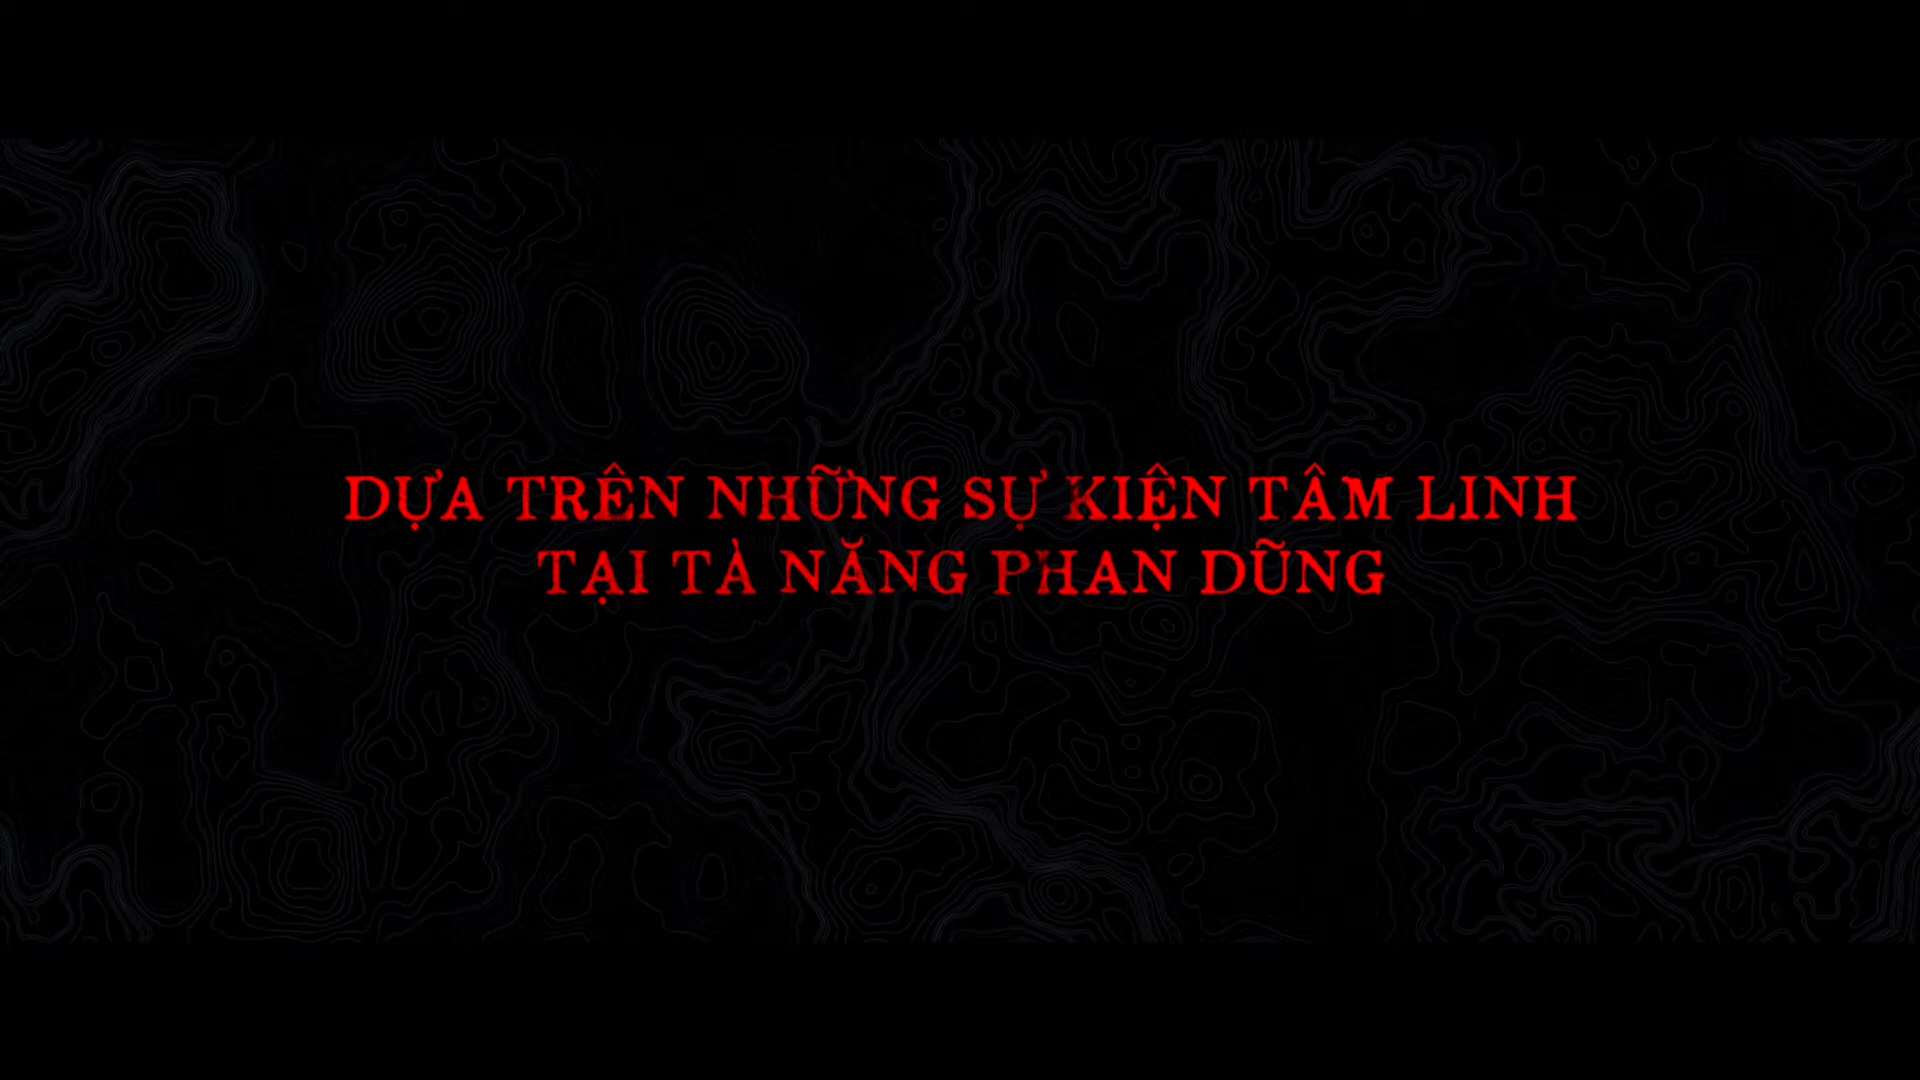 DỰA TRÊN NHỮNG SỰ KIỆN TÂM LINH
TẠI TÀ NĂNG PHAN DŨNG